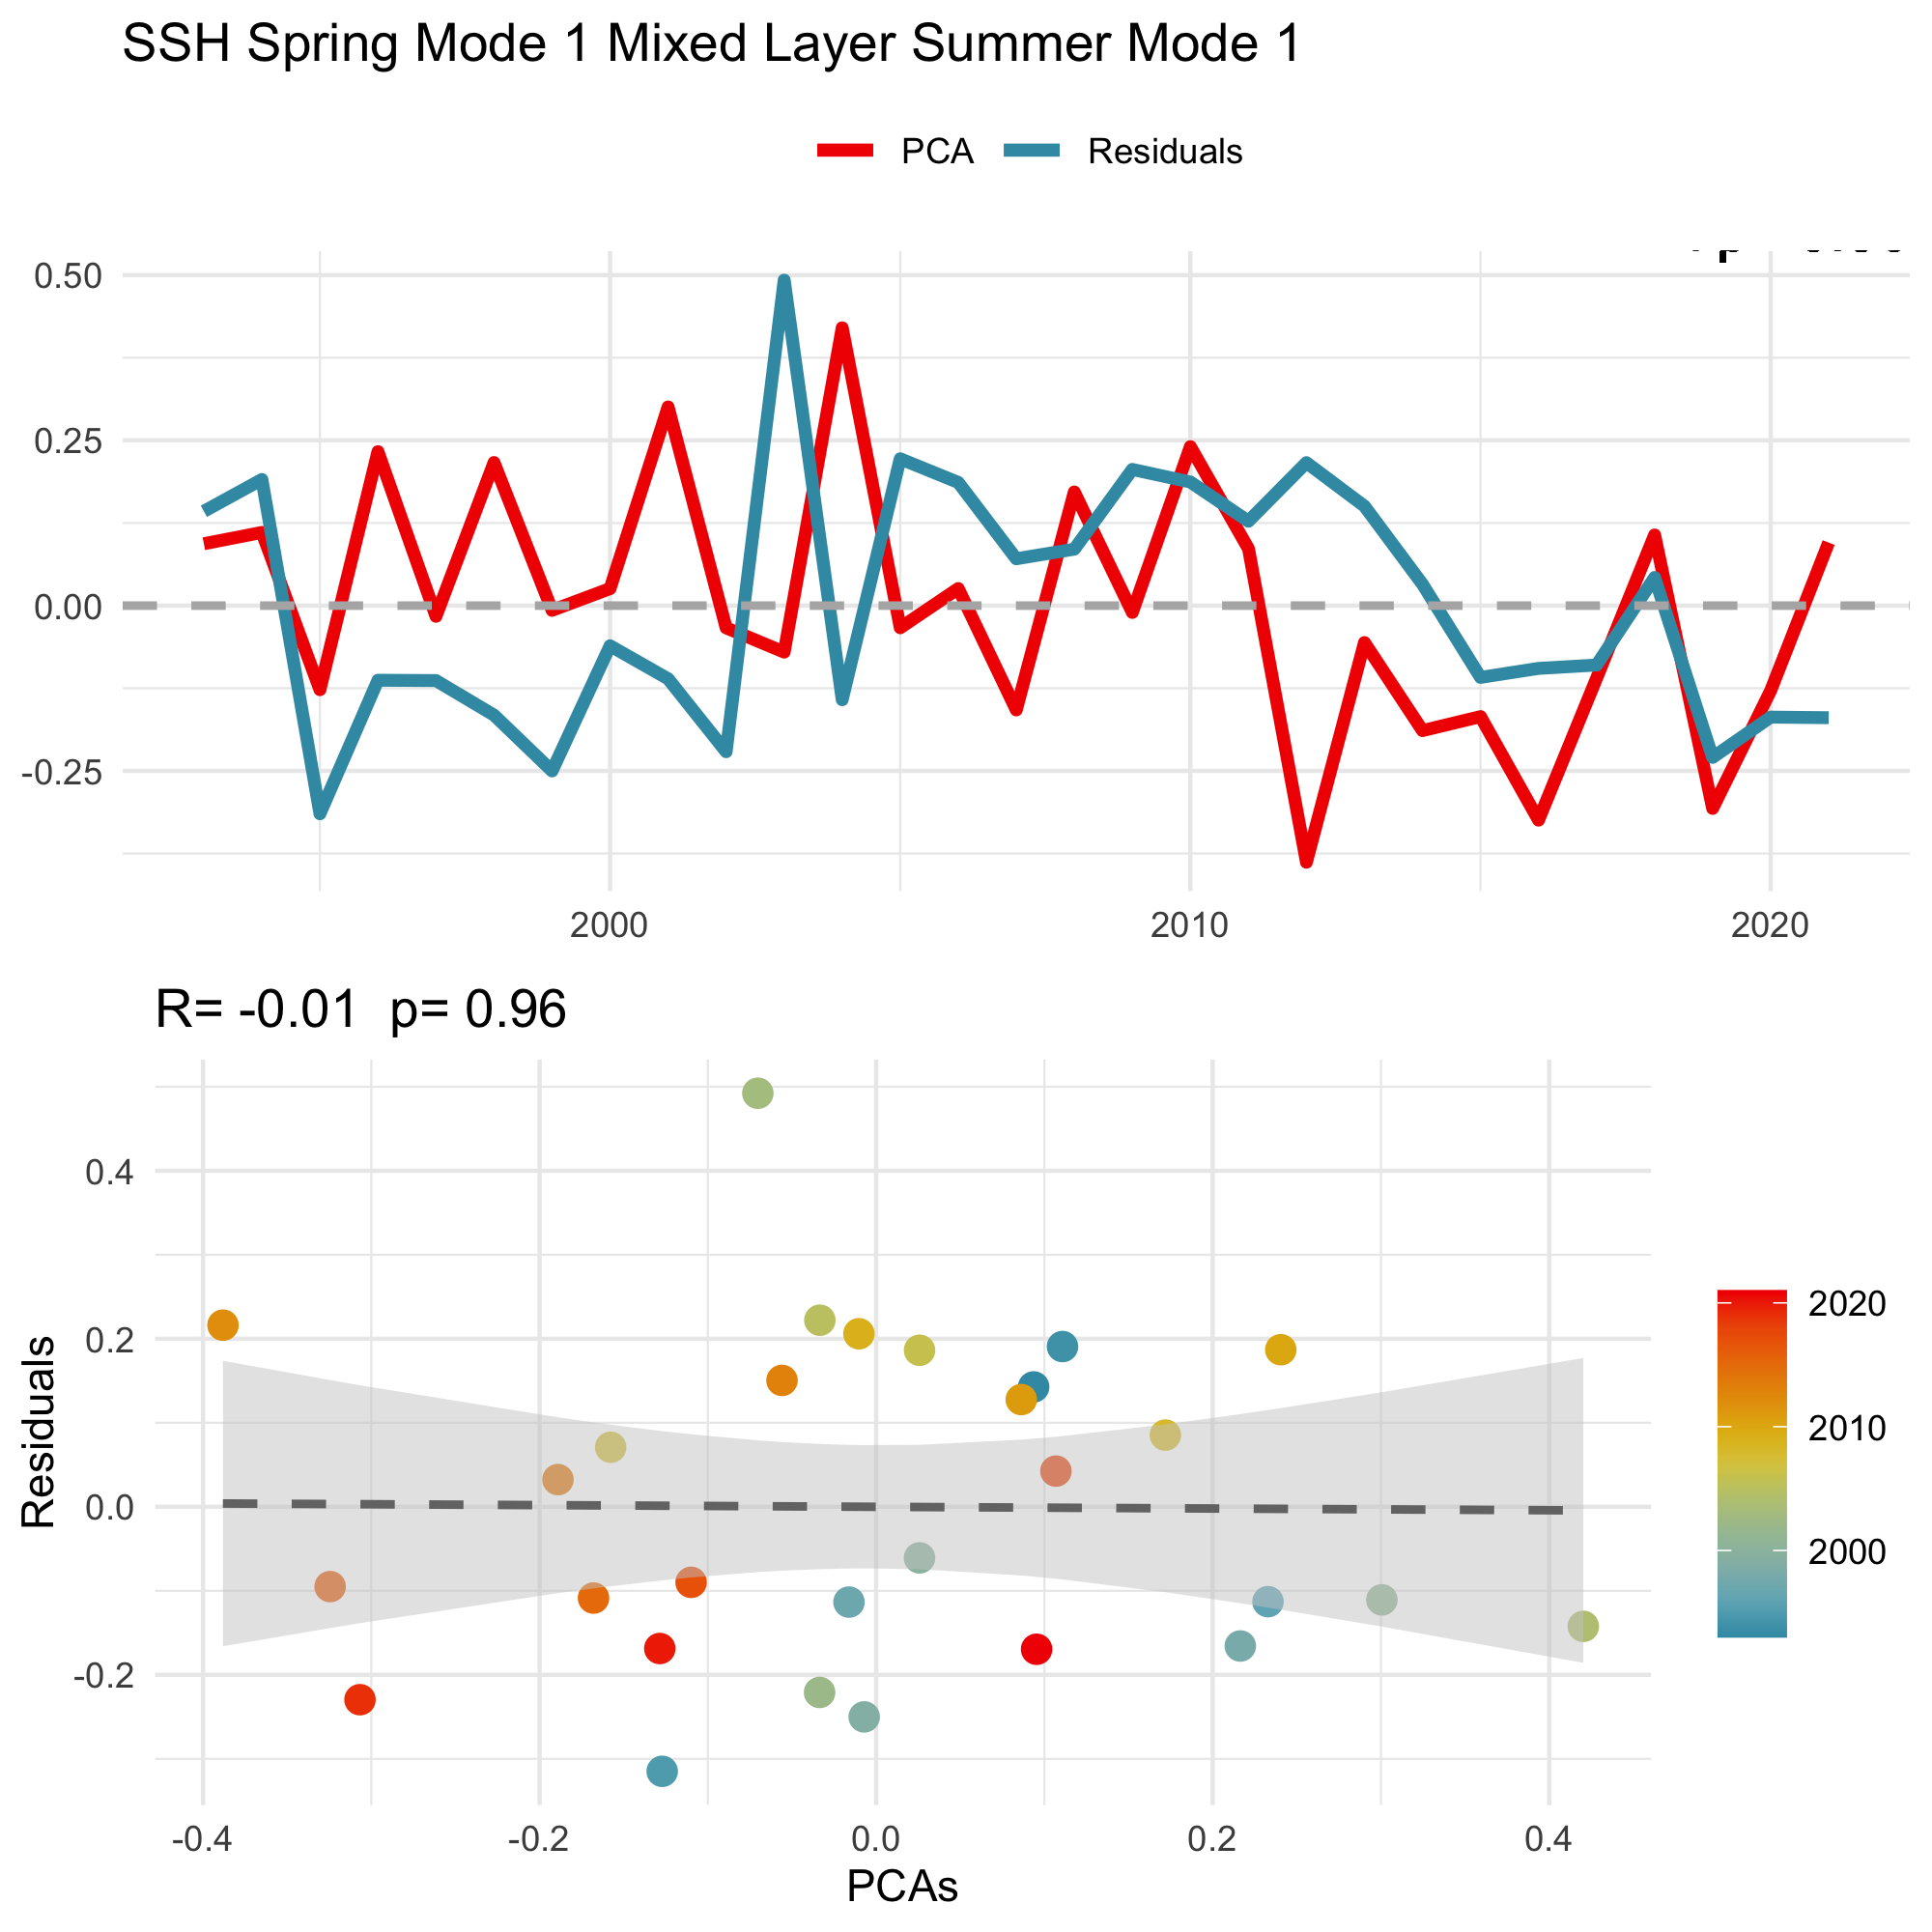 SSH Spring Mode 1 Mixed Layer Summer Mode 1
PCA Residuals
0.50
0.25
0.00
-0.25
2000 2010 2020
R= -0.01 p= 0.96
Residuals
0.4
0.2
0.0
-0.2
-0.4 -0.2 0.0 0.2 0.4
PCAs
2020
2010
2000